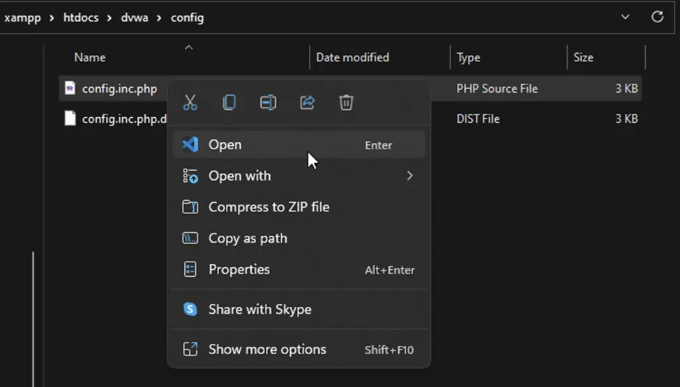 xampp > htdocs > dvwa > config
Name Date modified Type Size
config.inc.php PHP Source File 3 KB
config.inc.php.d DIST File 3 KB
Open Enter
Open with >
Compress to ZIP file
Copy as path
Properties Alt+Enter
Share with Skype
Show more options Shift+F10